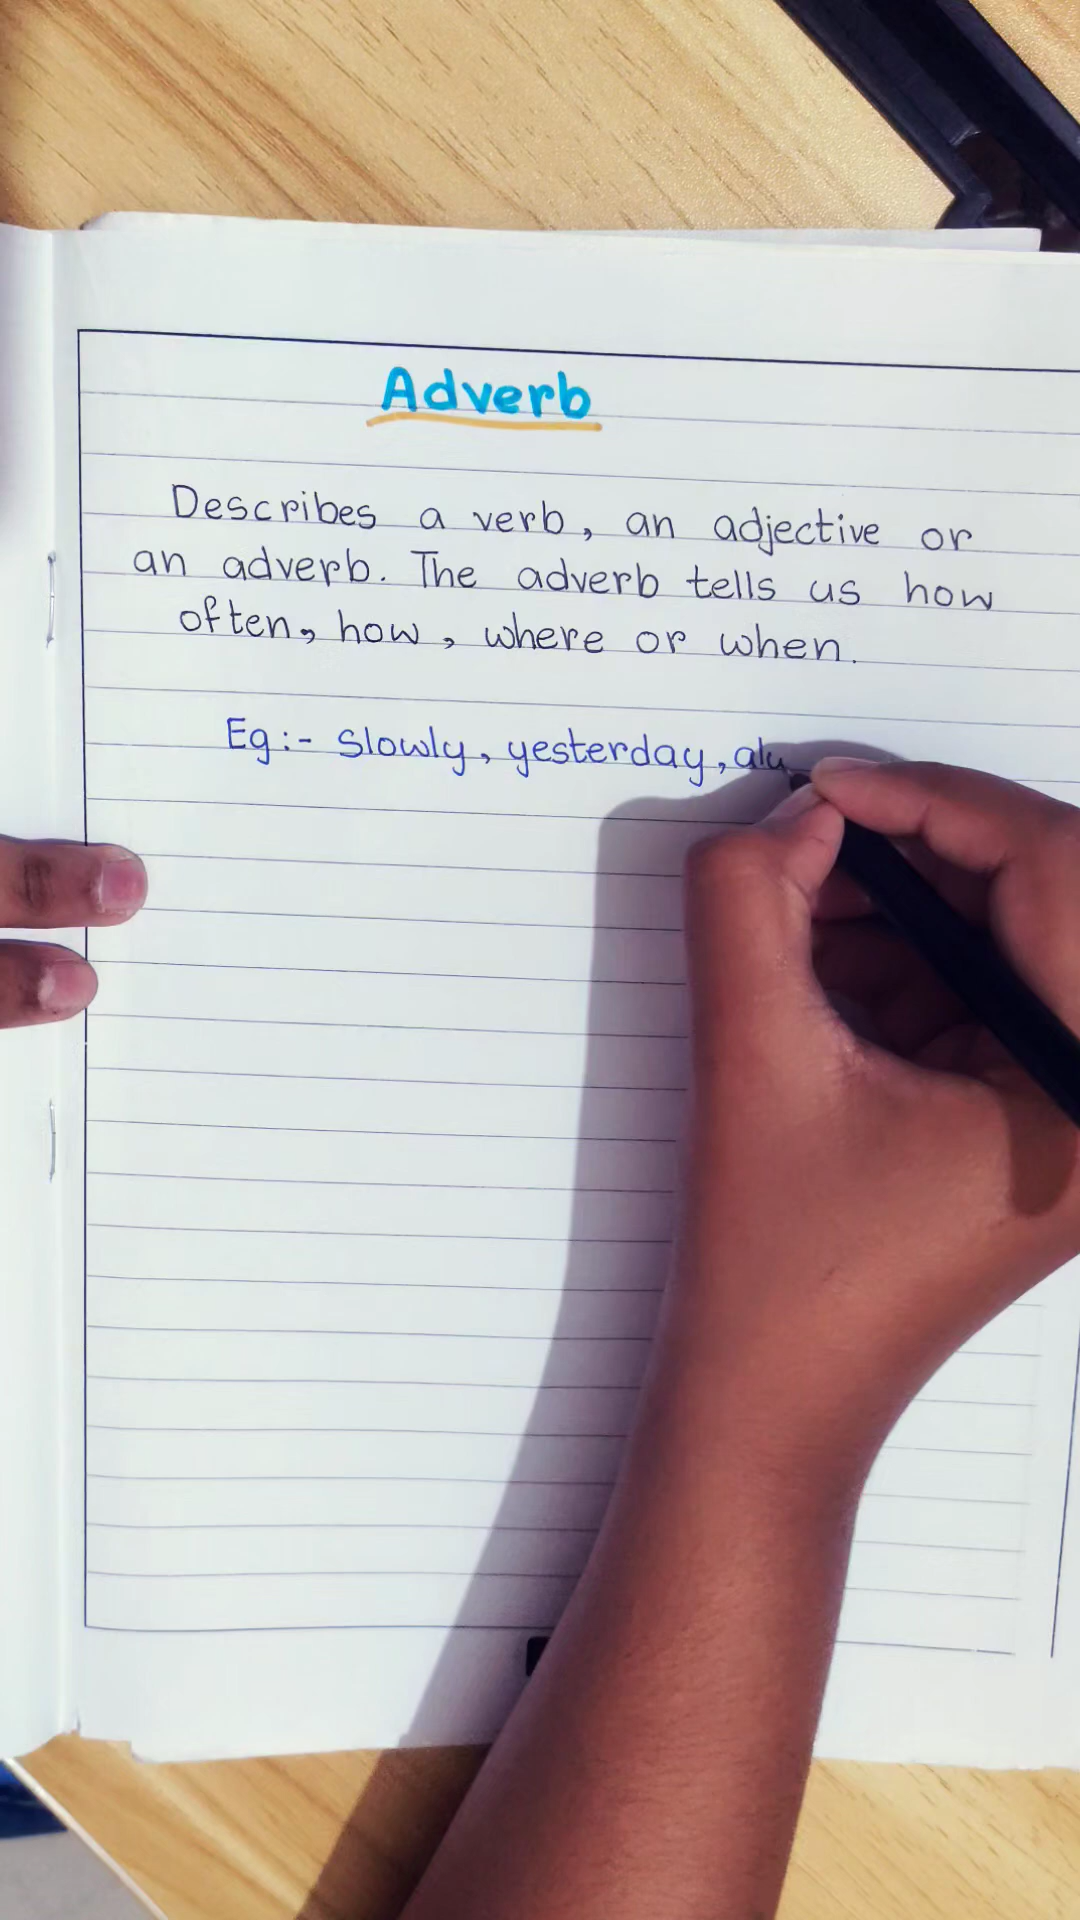 Adverb
Describes a verb, an adjective or
an adverb. The adverb tells us how
often, how, where or when.
Eg:- slowly, yesterday,